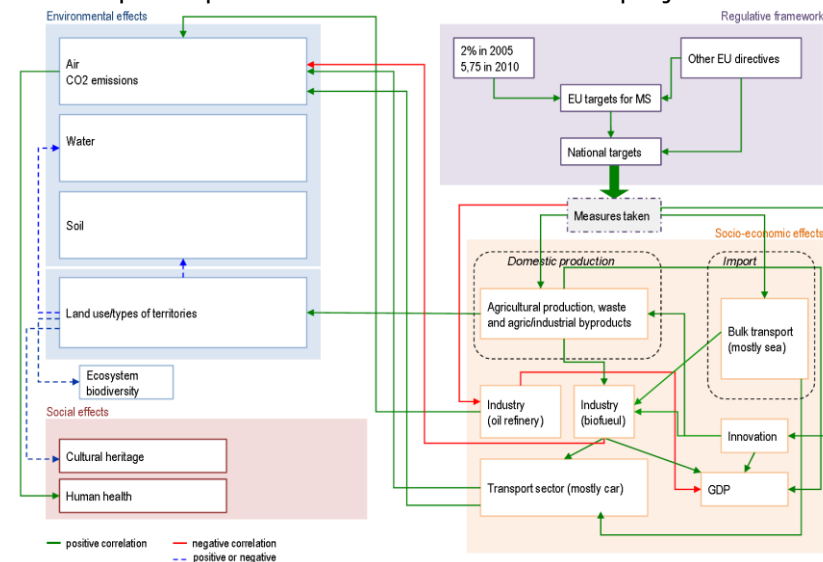 Environmental effects
Regulative framework
Air
CO2 emissions
2% in 2005
5,75 in 2010
Other EU directives
EU targets for MS
Water
National targets
Soil
Measures taken
Socio-economic effects
Domestic production
Import
Land use/types of territories
Agricultural production, waste
and agric/industrial byproducts
Bulk transport
(mostly sea)
Ecosystem
biodiversity
Social effects
Industry
(oil refinery)
Industry
(biofueul)
Innovation
Cultural heritage
Human health
Transport sector (mostly car)
GDP
positive correlation
negative correlation
positive or negative